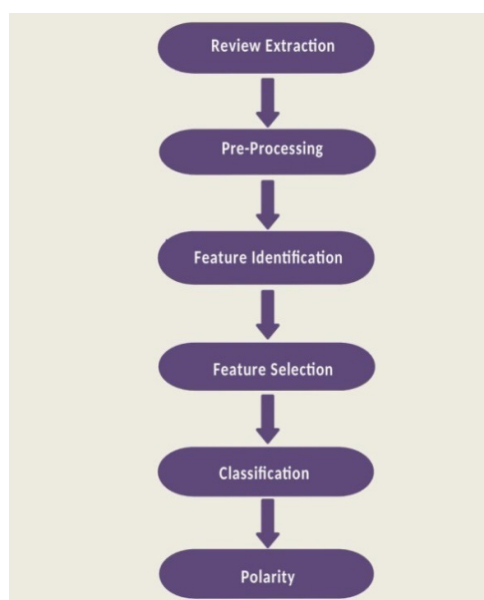 Review Extraction
Pre-Processing
Feature Identification
Feature Selection
Classification
Polarity